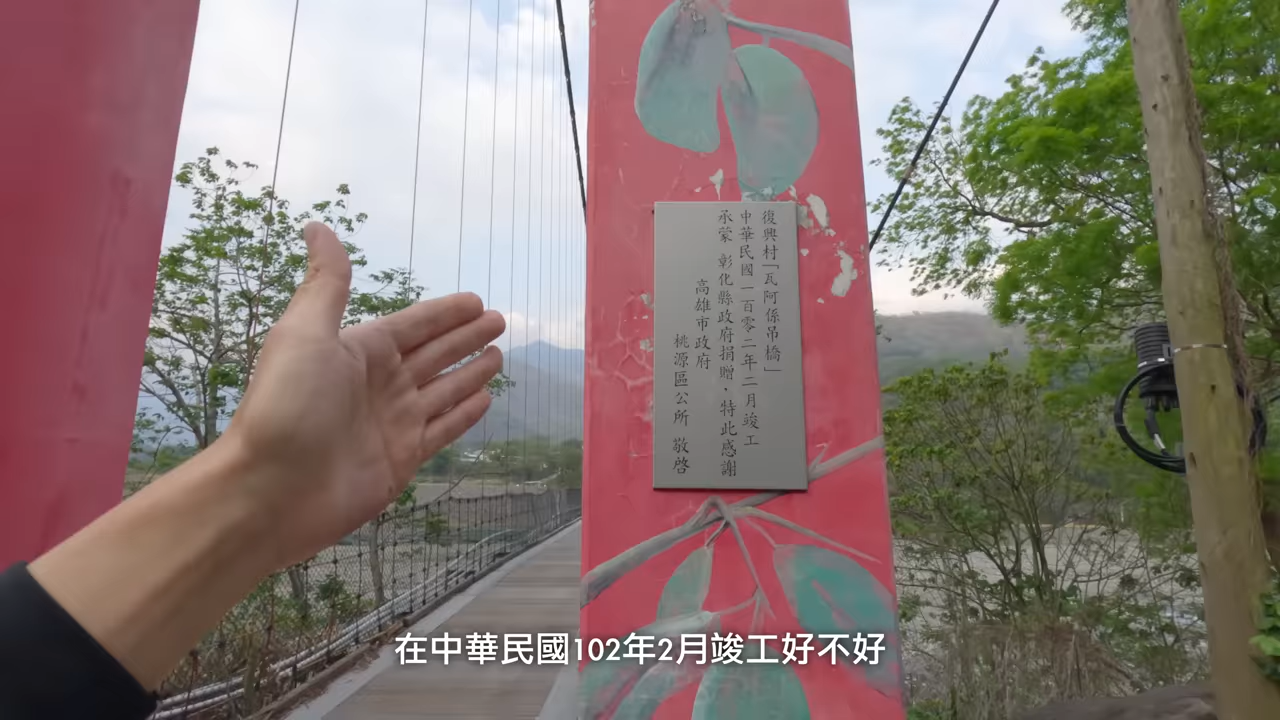 復興村「瓦阿係吊橋」
中華民國一百零二年二月竣工
承蒙 彰化縣政府捐贈，特此感謝
高雄市政府
桃源區公所 敬啓
在中華民國102年2月竣工好不好